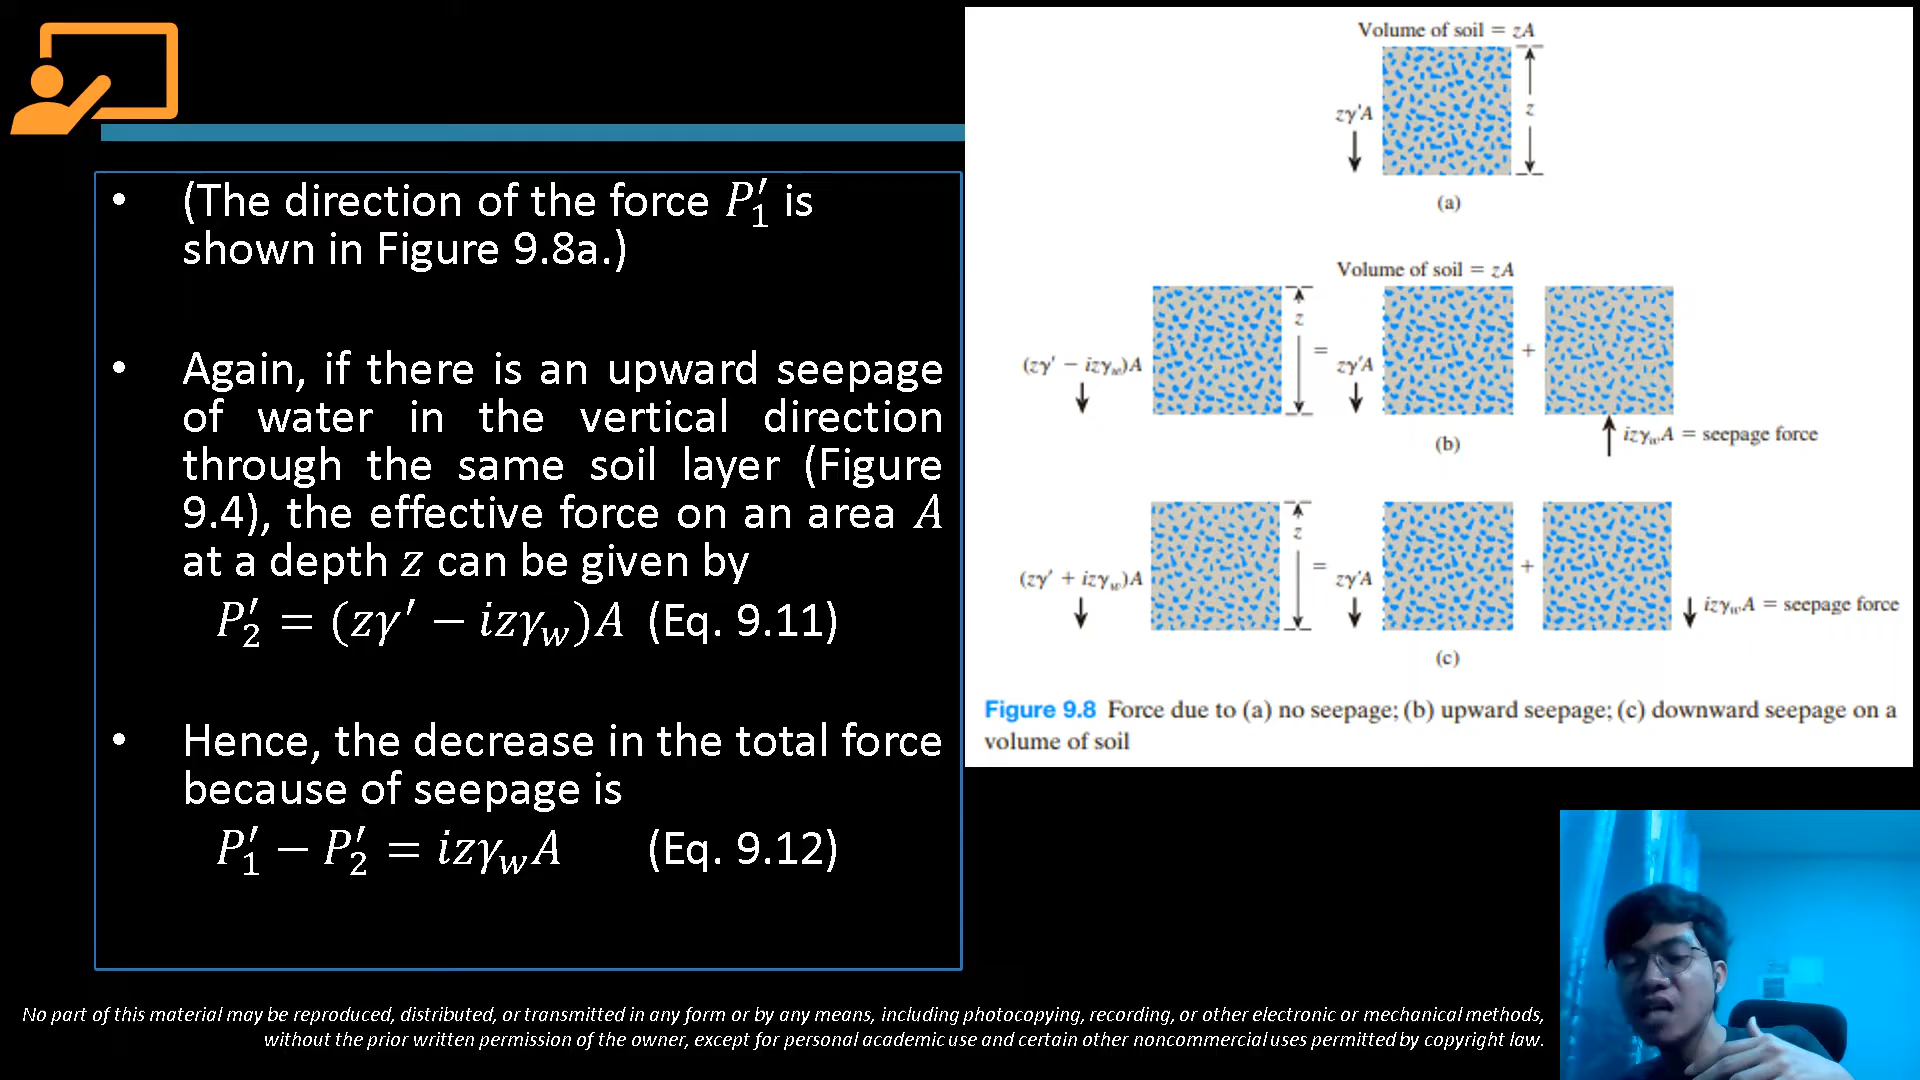 • (The direction of the force P′₁ is
shown in Figure 9.8a.)
• Again, if there is an upward seepage
of water in the vertical direction
through the same soil layer (Figure
9.4), the effective force on an area A
at a depth z can be given by
P′₂ = (zγ′ − izγw)A (Eq. 9.11)
• Hence, the decrease in the total force
because of seepage is
P′₁ − P′₂ = izγwA (Eq. 9.12)
Volume of soil = zA
zγ′A
z
(a)
Volume of soil = zA
(zγ′ − izγw)A
z
=
zγ′A
+
izγwA = seepage force
(b)
(zγ′ + izγw)A
z
=
zγ′A
+
izγwA = seepage force
(c)
Figure 9.8 Force due to (a) no seepage; (b) upward seepage; (c) downward seepage on a
volume of soil
No part of this material may be reproduced, distributed, or transmitted in any form or by any means, including photocopying, recording, or other electronic or mechanical methods,
without the prior written permission of the owner, except for personal academic use and certain other noncommercial uses permitted by copyright law.